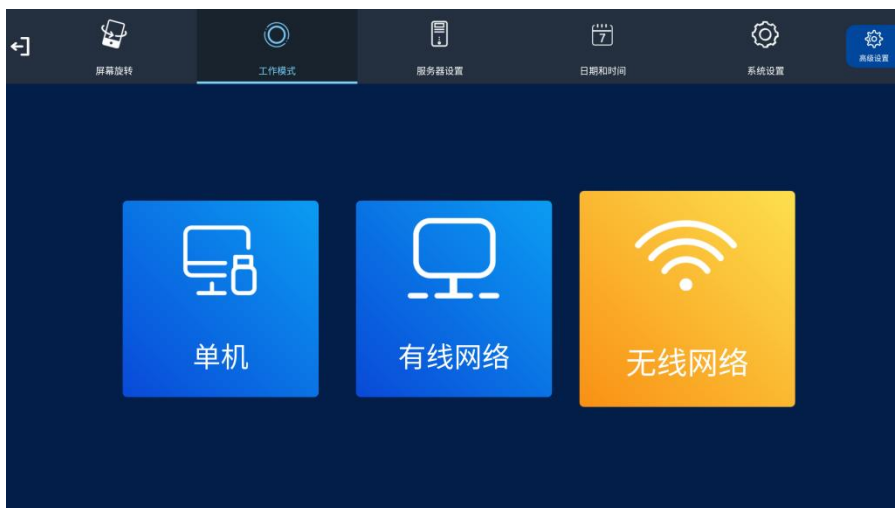 屏幕旋转
工作模式
服务器设置
7
日期和时间
系统设置
高级设置
单机
有线网络
无线网络